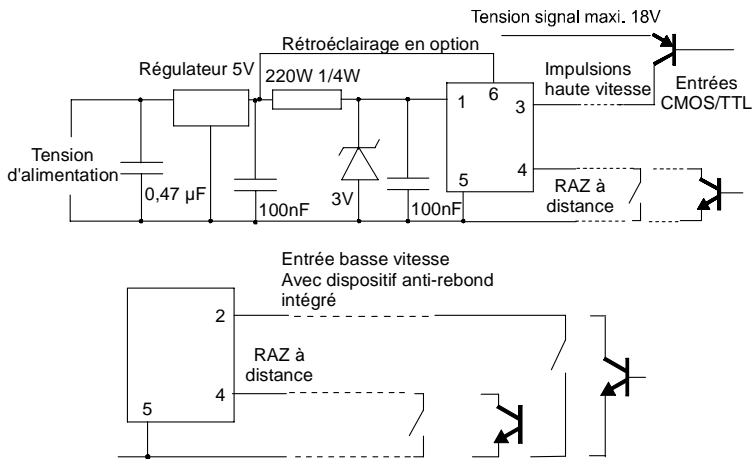 Tension signal maxi. 18V
Rétroéclairage en option
Régulateur 5V
220W 1/4W
Impulsions
haute vitesse
Entrées
CMOS/TTL
1
6
3
4
5
Tension
d'alimentation
0,47 µF
100nF
3V
100nF
RAZ à
distance
Entrée basse vitesse
Avec dispositif anti-rebond
intégré
2
RAZ à
distance
4
5